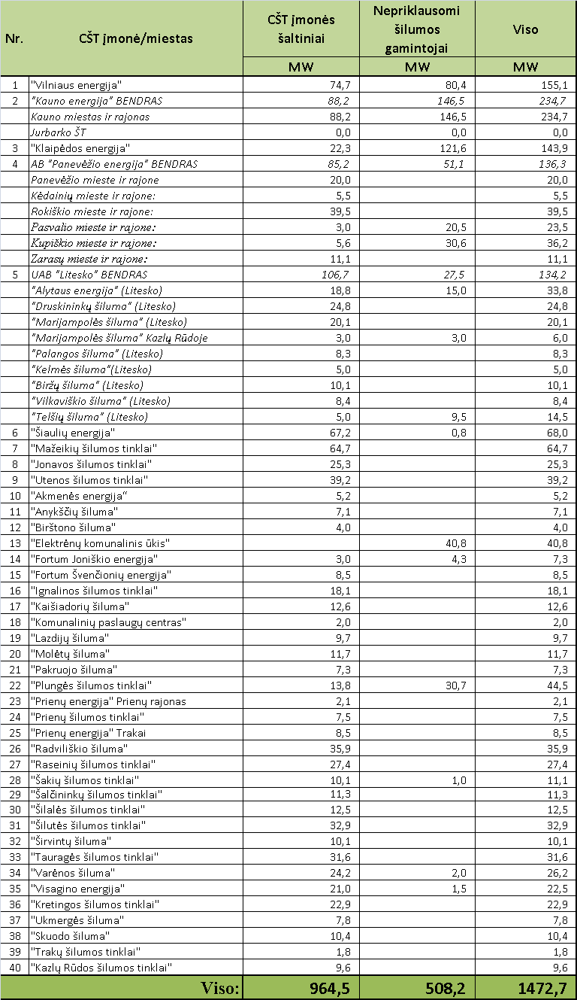 Nr. CŠT įmonė/miestas CŠT įmonės šaltiniai Nepriklausomi šilumos gamintojai Viso
MW MW MW
1 "Vilniaus energija" 74,7 80,4 155,1
2 "Kauno energija" BENDRAS 88,2 146,5 234,7
Kauno miestas ir rajonas 88,2 146,5 234,7
Jurbarko ŠT 0,0 0,0 0,0
3 "Klaipėdos energija" 22,3 121,6 143,9
4 AB "Panevėžio energija" BENDRAS 85,2 51,1 136,3
Panevėžio mieste ir rajone 20,0 20,0
Kėdainių mieste ir rajone: 5,5 5,5
Rokiškio mieste ir rajone: 39,5 39,5
Pasvalio mieste ir rajone: 3,0 20,5 23,5
Kupiškio mieste ir rajone: 5,6 30,6 36,2
Zarasų mieste ir rajone: 11,1 11,1
5 UAB "Litesko" BENDRAS 106,7 27,5 134,2
"Alytaus energija" (Litesko) 18,8 15,0 33,8
"Druskininkų šiluma" (Litesko) 24,8 24,8
"Marijampolės šiluma" (Litesko) 20,1 20,1
"Marijampolės šiluma" Kazlų Rūdoje 3,0 3,0 6,0
"Palangos šiluma" (Litesko) 8,3 8,3
"Kelmės šiluma"(Litesko) 5,0 5,0
"Biržų šiluma" (Litesko) 10,1 10,1
"Vilkaviškio šiluma" (Litesko) 8,4 8,4
"Telšių šiluma" (Litesko) 5,0 9,5 14,5
6 "Šiaulių energija" 67,2 0,8 68,0
7 "Mažeikių šilumos tinklai" 64,7 64,7
8 "Jonavos šilumos tinklai" 25,3 25,3
9 "Utenos šilumos tinklai" 39,2 39,2
10 "Akmenės energija“ 5,2 5,2
11 "Anykščių šiluma" 7,1 7,1
12 "Birštono šiluma" 4,0 4,0
13 "Elektrėnų komunalinis ūkis" 40,8 40,8
14 "Fortum Joniškio energija" 3,0 4,3 7,3
15 "Fortum Švenčionių energija" 8,5 8,5
16 "Ignalinos šilumos tinklai" 18,1 18,1
17 "Kaišiadorių šiluma" 12,6 12,6
18 "Komunalinių paslaugų centras" 2,0 2,0
19 "Lazdijų šiluma" 9,7 9,7
20 "Molėtų šiluma" 11,7 11,7
21 "Pakruojo šiluma" 7,3 7,3
22 "Plungės šilumos tinklai" 13,8 30,7 44,5
23 "Prienų energija" Prienų rajonas 2,1 2,1
24 "Prienų šilumos tinklai" 7,5 7,5
25 "Prienų energija" Trakai 8,5 8,5
26 "Radviliškio šiluma" 35,9 35,9
27 "Raseinių šilumos tinklai" 27,4 27,4
28 "Šakių šilumos tinklai" 10,1 1,0 11,1
29 "Šalčininkų šilumos tinklai" 11,3 11,3
30 "Šilalės šilumos tinklai" 12,5 12,5
31 "Šilutės šilumos tinklai" 32,9 32,9
32 "Širvintų šiluma" 10,1 10,1
33 "Tauragės šilumos tinklai" 31,6 31,6
34 "Varėnos šiluma" 24,2 2,0 26,2
35 "Visagino energija" 21,0 1,5 22,5
36 "Kretingos šilumos tinklai" 22,9 22,9
37 "Ukmergės šiluma" 7,8 7,8
38 "Skuodo šiluma" 10,4 10,4
39 "Trakų šilumos tinklai" 1,8 1,8
40 "Kazlų Rūdos šilumos tinklai" 9,6 9,6
Viso: 964,5 508,2 1472,7